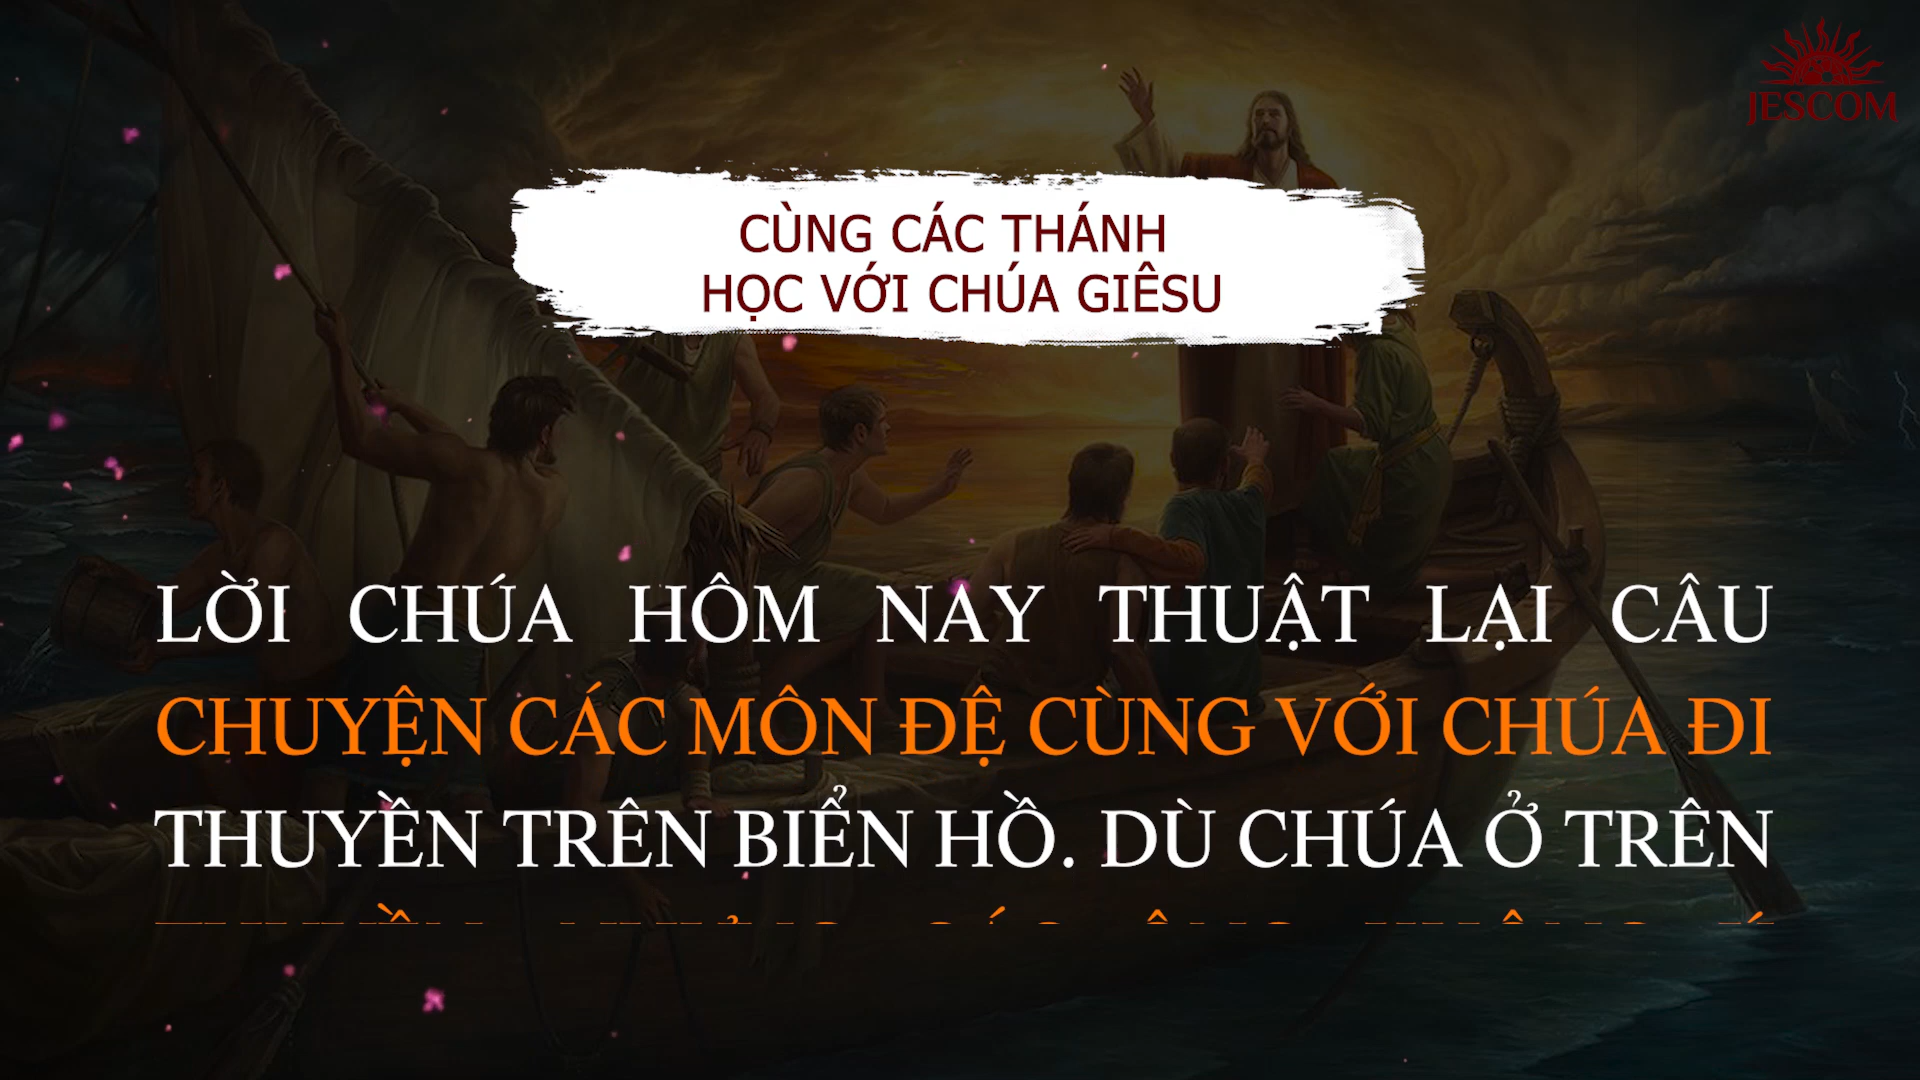 JESCOM
CÙNG CÁC THÁNH
HỌC VỚI CHÚA GIÊSU
LỜI CHÚA HÔM NAY THUẬT LẠI CÂU
CHUYỆN CÁC MÔN ĐỆ CÙNG VỚI CHÚA ĐI
THUYỀN TRÊN BIỂN HỒ. DÙ CHÚA Ở TRÊN